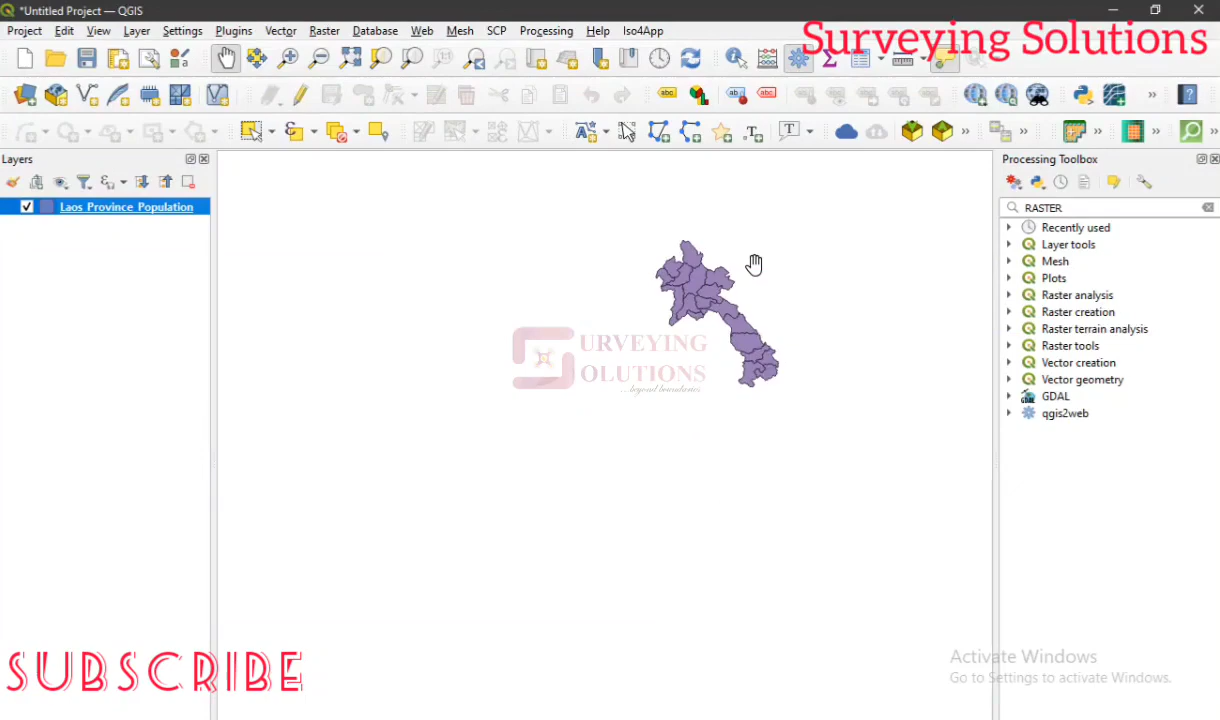 *Untitled Project — QGIS
Project Edit View Layer Settings Plugins Vector Raster Database Web Mesh SCP Processing Help Iso4App
Surveying Solutions
Layers
Processing Toolbox
Laos Province Population
RASTER
Recently used
Layer tools
Mesh
Plots
Raster analysis
Raster creation
Raster terrain analysis
Raster tools
Vector creation
Vector geometry
GDAL
qgis2web
URVEYING
OLUTIONS
...beyond boundaries
SUBSCRIBE
Activate Windows
Go to Settings to activate Windows.